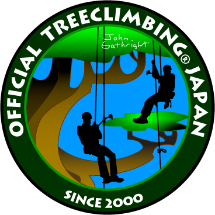 OFFICIAL TREECLIMBING® JAPAN
John
Gathright
SINCE 2000